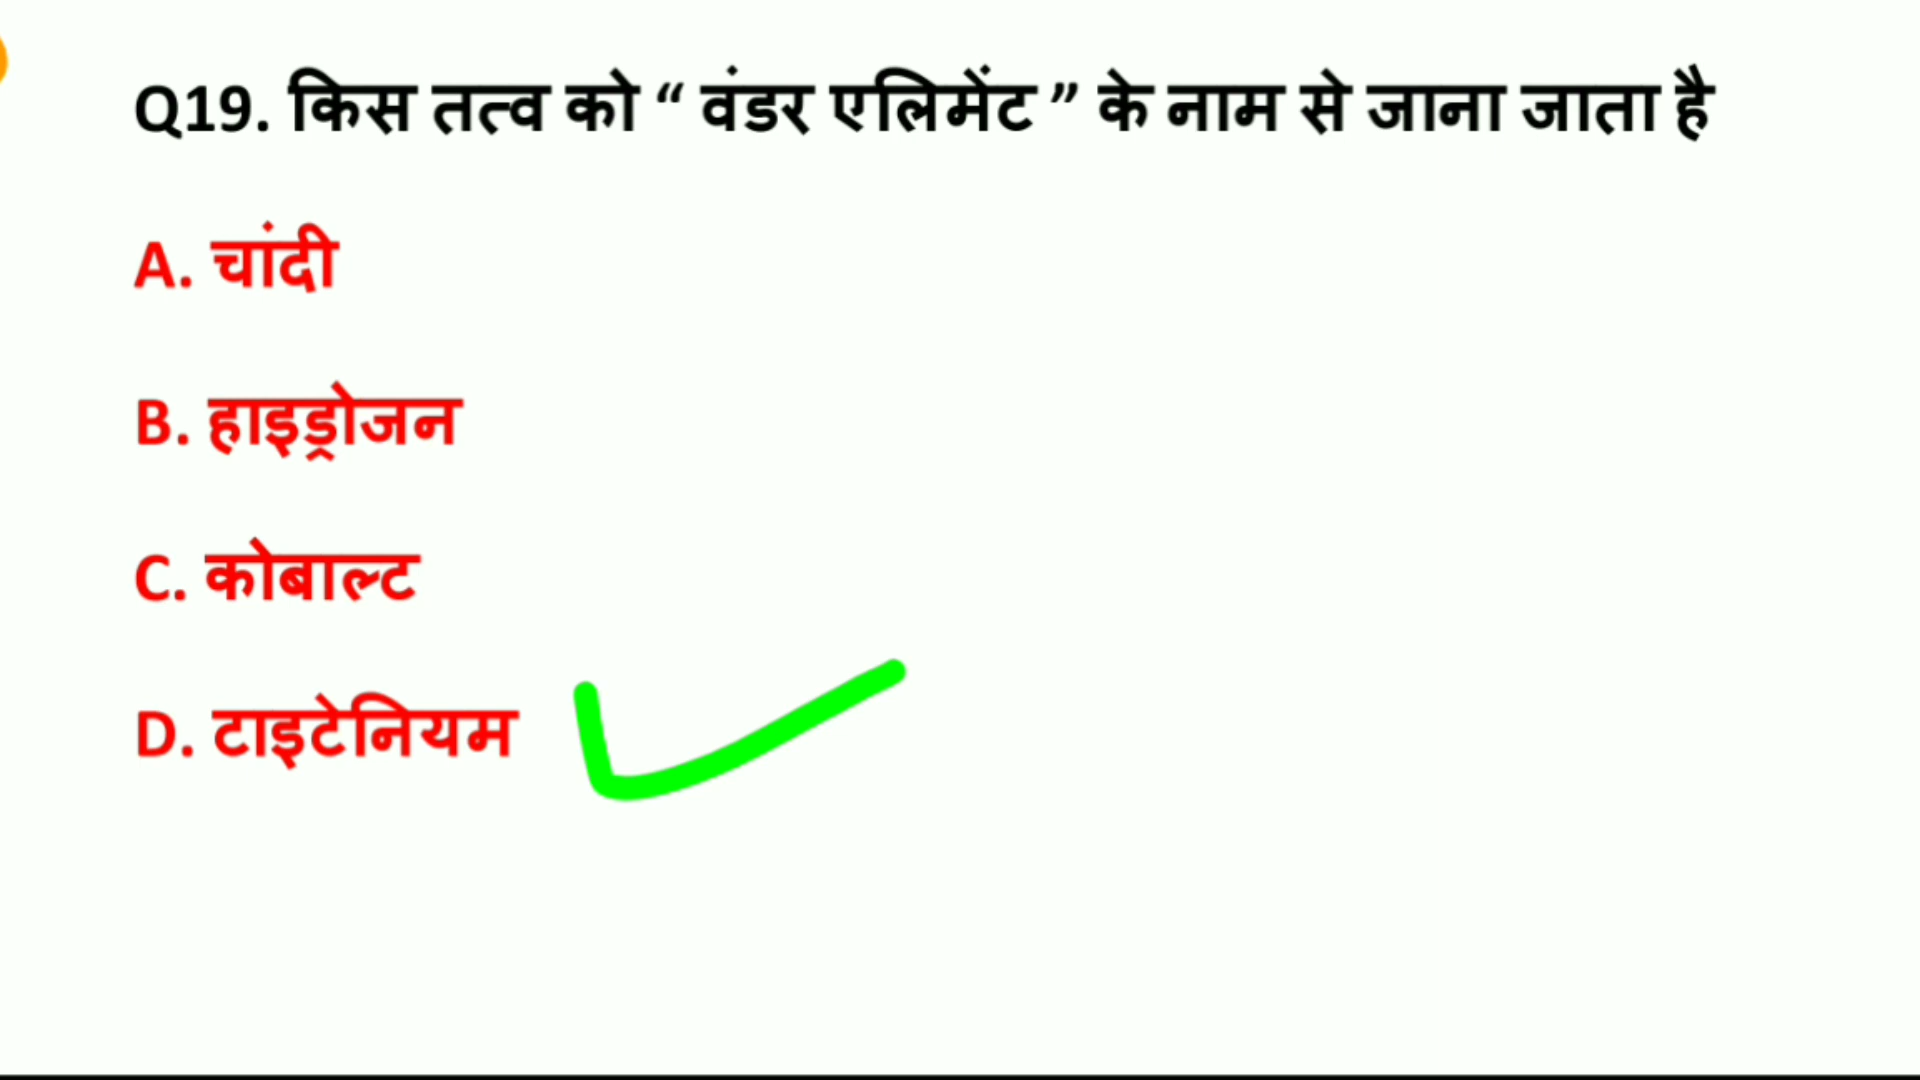 Q19. किस तत्व को “ वंडर एलिमेंट ” के नाम से जाना जाता है
A. चांदी
B. हाइड्रोजन
C. कोबाल्ट
D. टाइटेनियम